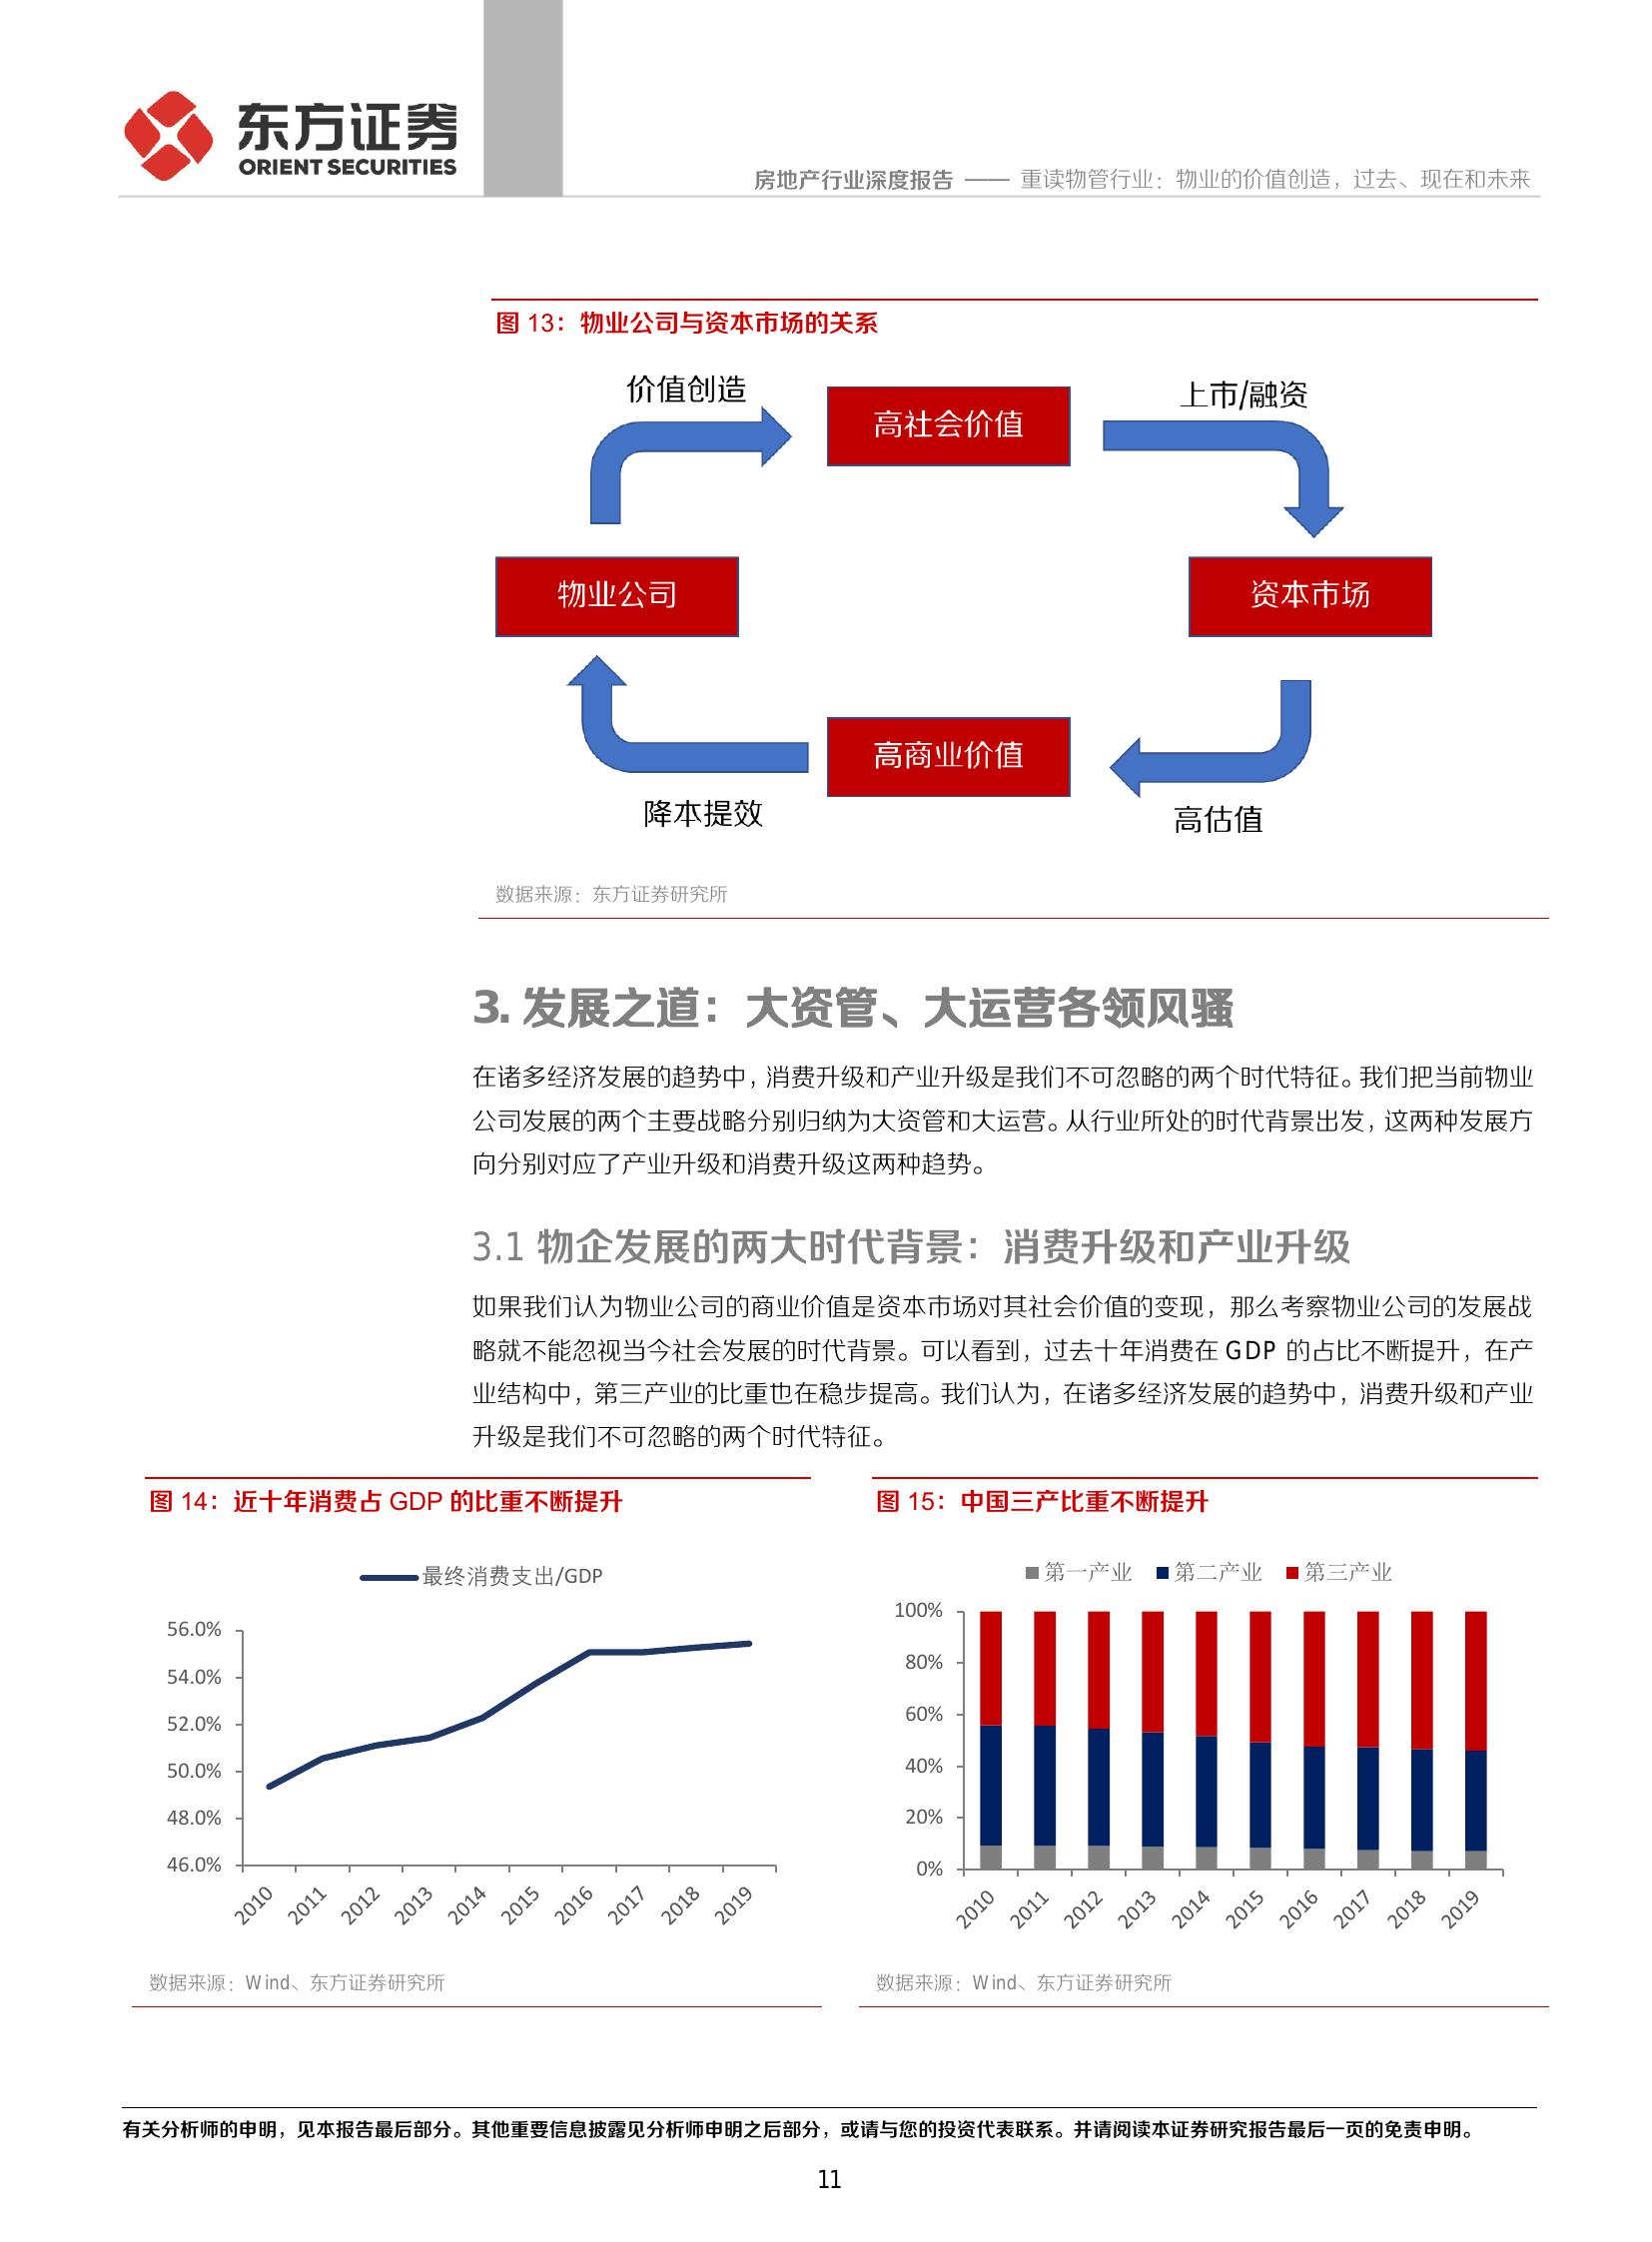 东方证券
ORIENT SECURITIES
房地产行业深度报告 —— 重读物管行业：物业的价值创造，过去、现在和未来
图 13：物业公司与资本市场的关系
价值创造
高社会价值
上市/融资
物业公司
资本市场
高商业价值
降本提效
高估值
数据来源：东方证券研究所
3. 发展之道：大资管、大运营各领风骚
在诸多经济发展的趋势中，消费升级和产业升级是我们不可忽略的两个时代特征。我们把当前物业
公司发展的两个主要战略分别归纳为大资管和大运营。从行业所处的时代背景出发，这两种发展方
向分别对应了产业升级和消费升级这两种趋势。
3.1 物企发展的两大时代背景：消费升级和产业升级
如果我们认为物业公司的商业价值是资本市场对其社会价值的变现，那么考察物业公司的发展战
略就不能忽视当今社会发展的时代背景。可以看到，过去十年消费在 GDP 的占比不断提升，在产
业结构中，第三产业的比重也在稳步提高。我们认为，在诸多经济发展的趋势中，消费升级和产业
升级是我们不可忽略的两个时代特征。
图 14：近十年消费占 GDP 的比重不断提升
最终消费支出/GDP
56.0%
54.0%
52.0%
50.0%
48.0%
46.0%
2010 2011 2012 2013 2014 2015 2016 2017 2018 2019
数据来源：Wind、东方证券研究所
图 15：中国三产比重不断提升
第一产业 第二产业 第三产业
100%
80%
60%
40%
20%
0%
2010 2011 2012 2013 2014 2015 2016 2017 2018 2019
数据来源：Wind、东方证券研究所
有关分析师的申明，见本报告最后部分。其他重要信息披露见分析师申明之后部分，或请与您的投资代表联系。并请阅读本证券研究报告最后一页的免责申明。
11